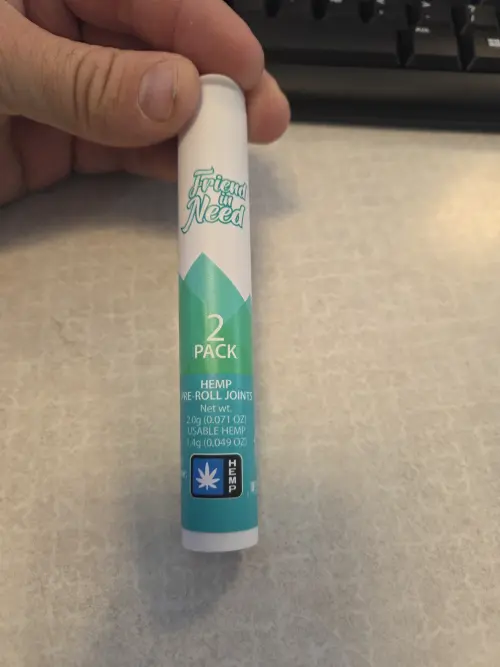 Friend
in
Need
2
PACK
HEMP
RE-ROLL JOINTS
Net wt.
2.0g (0.071 OZ)
USABLE HEMP
1.4g (0.049 OZ)
HEMP